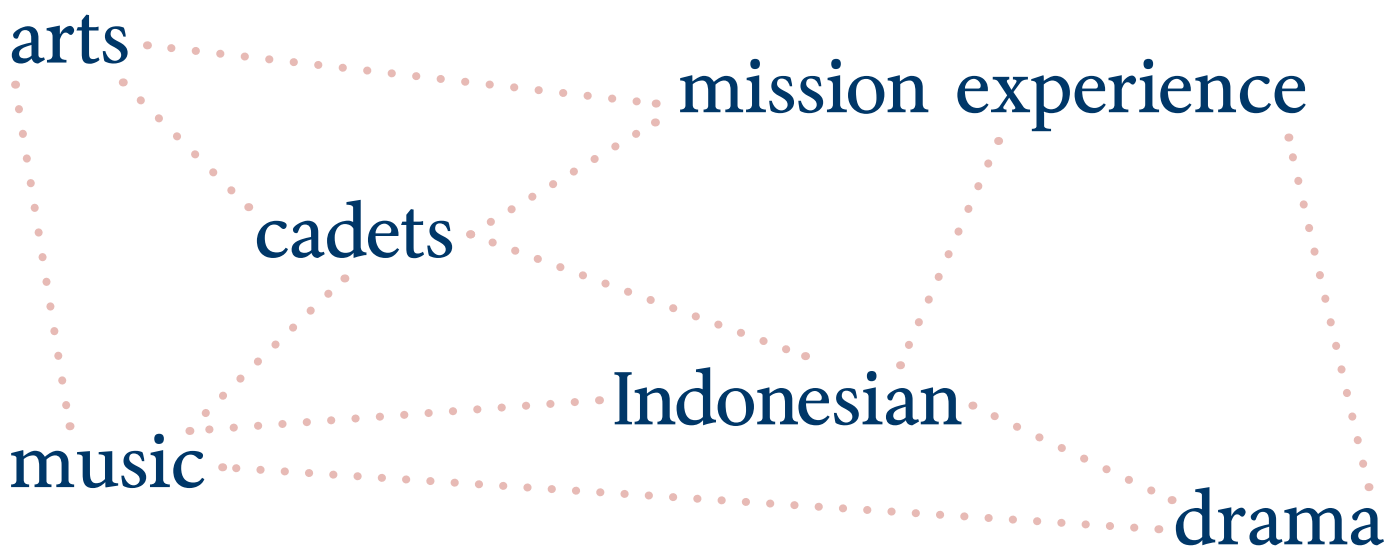 arts
mission experience
cadets
Indonesian
music
drama